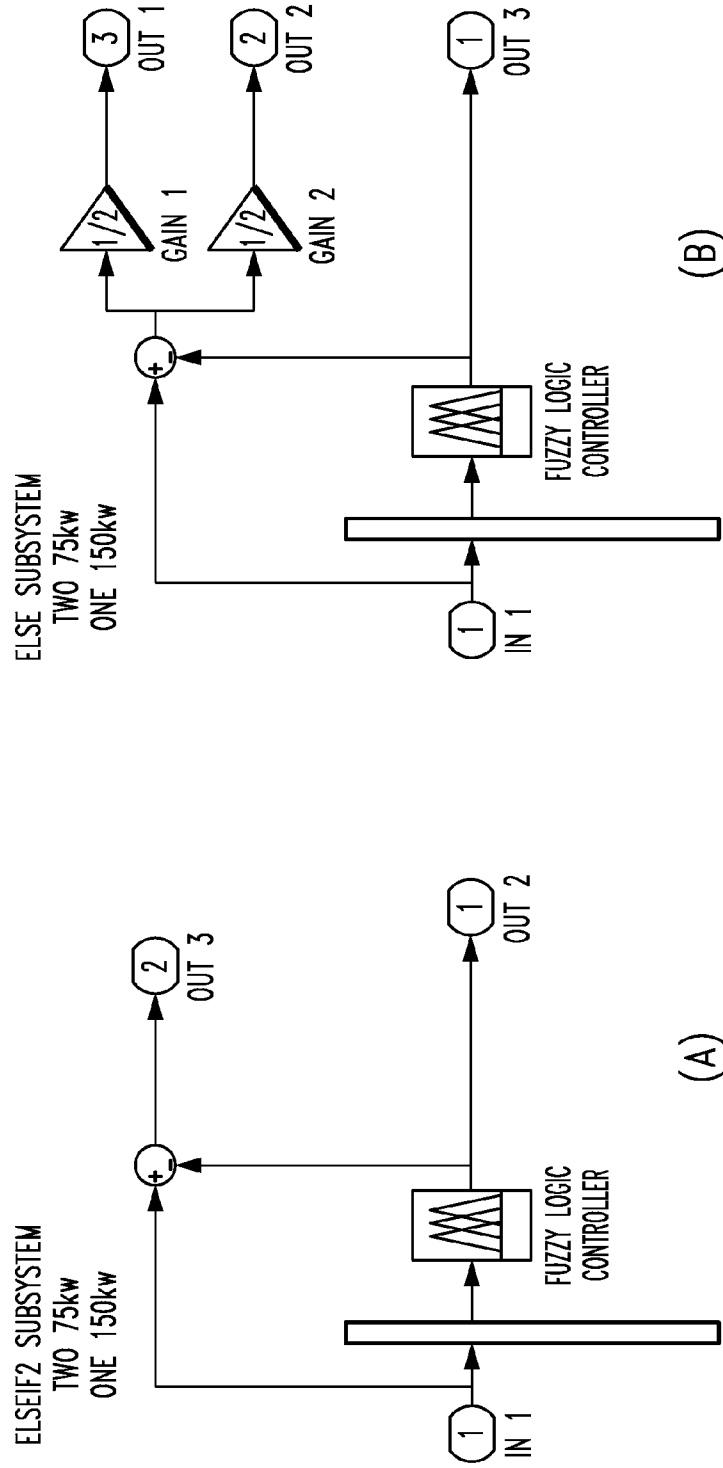 ELSEIF2 SUBSYSTEM
TWO 75kw
ONE 150kw
1
IN 1
FUZZY LOGIC
CONTROLLER
+
-
2
OUT 3
1
OUT 2
(A)
ELSE SUBSYSTEM
TWO 75kw
ONE 150kw
1
IN 1
FUZZY LOGIC
CONTROLLER
+
-
1/2
GAIN 1
3
OUT 1
1/2
GAIN 2
2
OUT 2
1
OUT 3
(B)